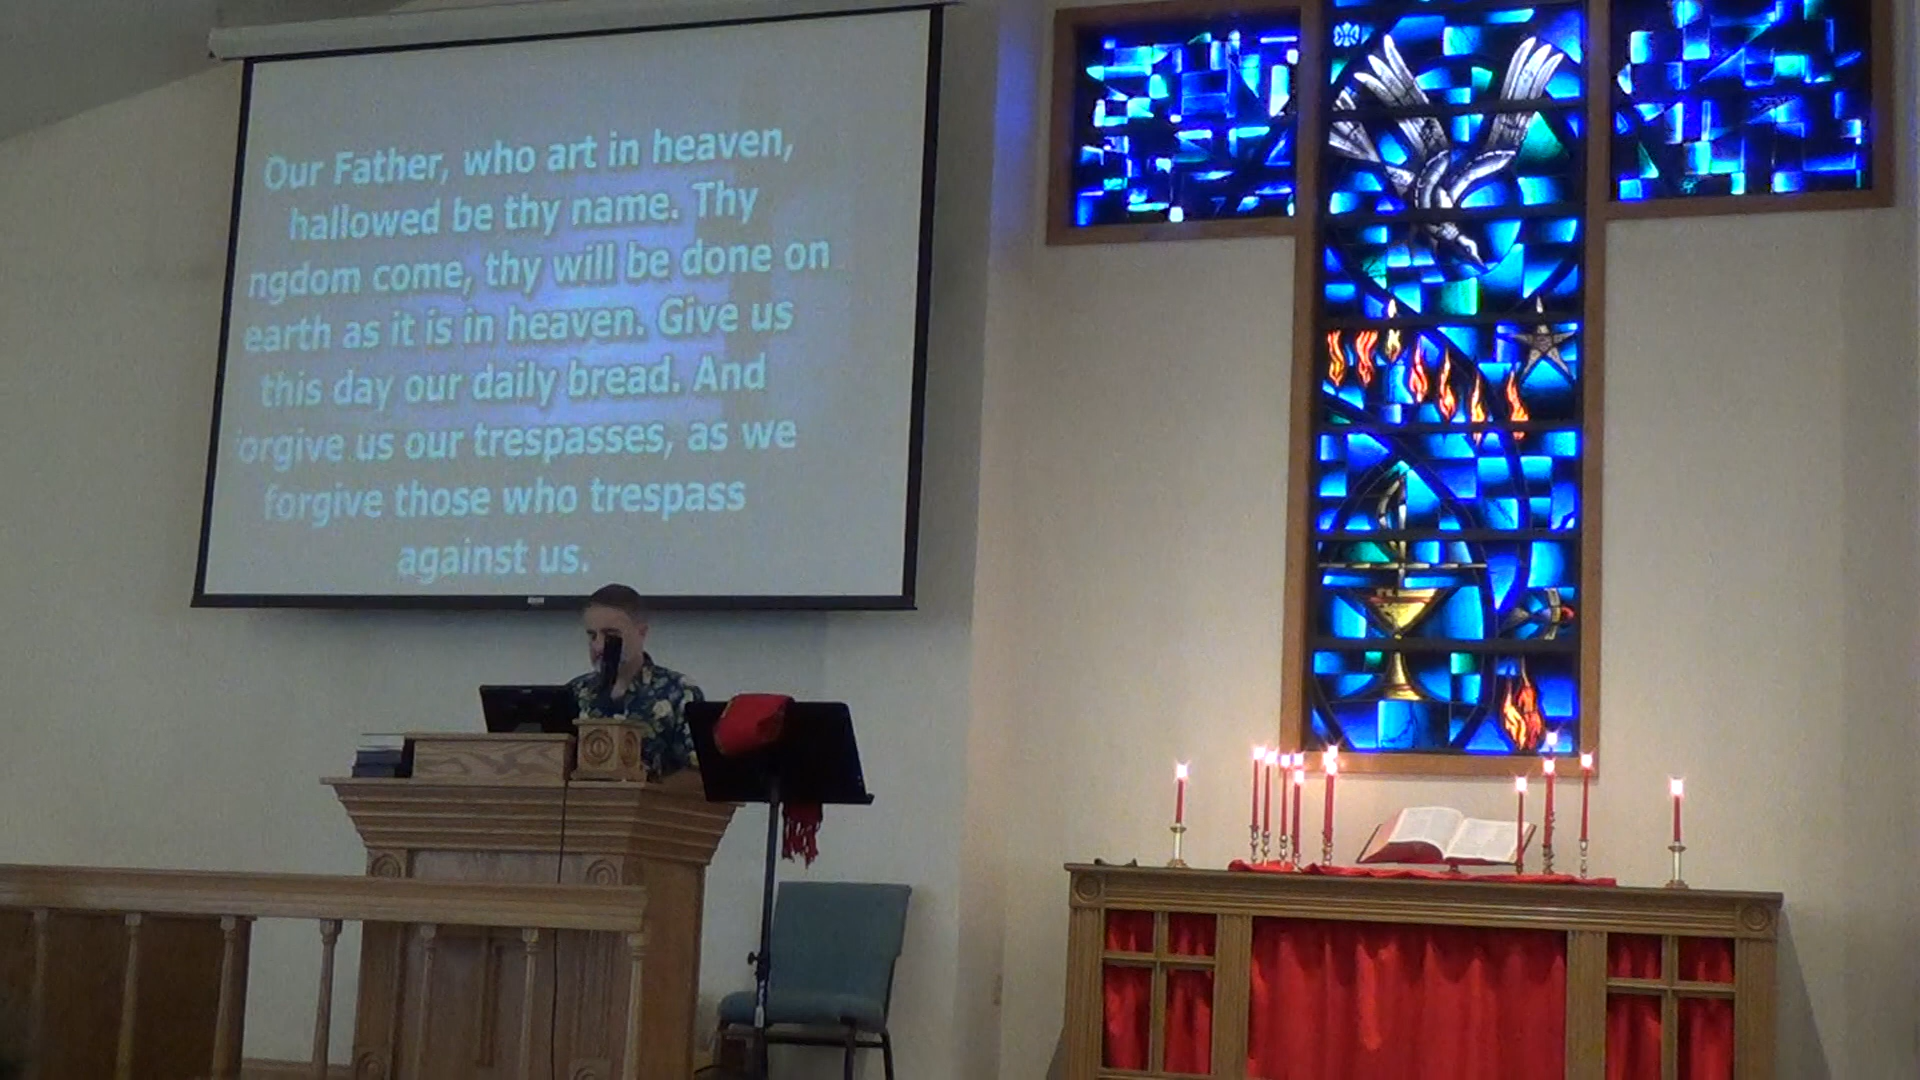 Our Father, who art in heaven,
hallowed be thy name. Thy
ngdom come, thy will be done on
earth as it is in heaven. Give us
this day our daily bread. And
orgive us our trespasses, as we
forgive those who trespass
against us.